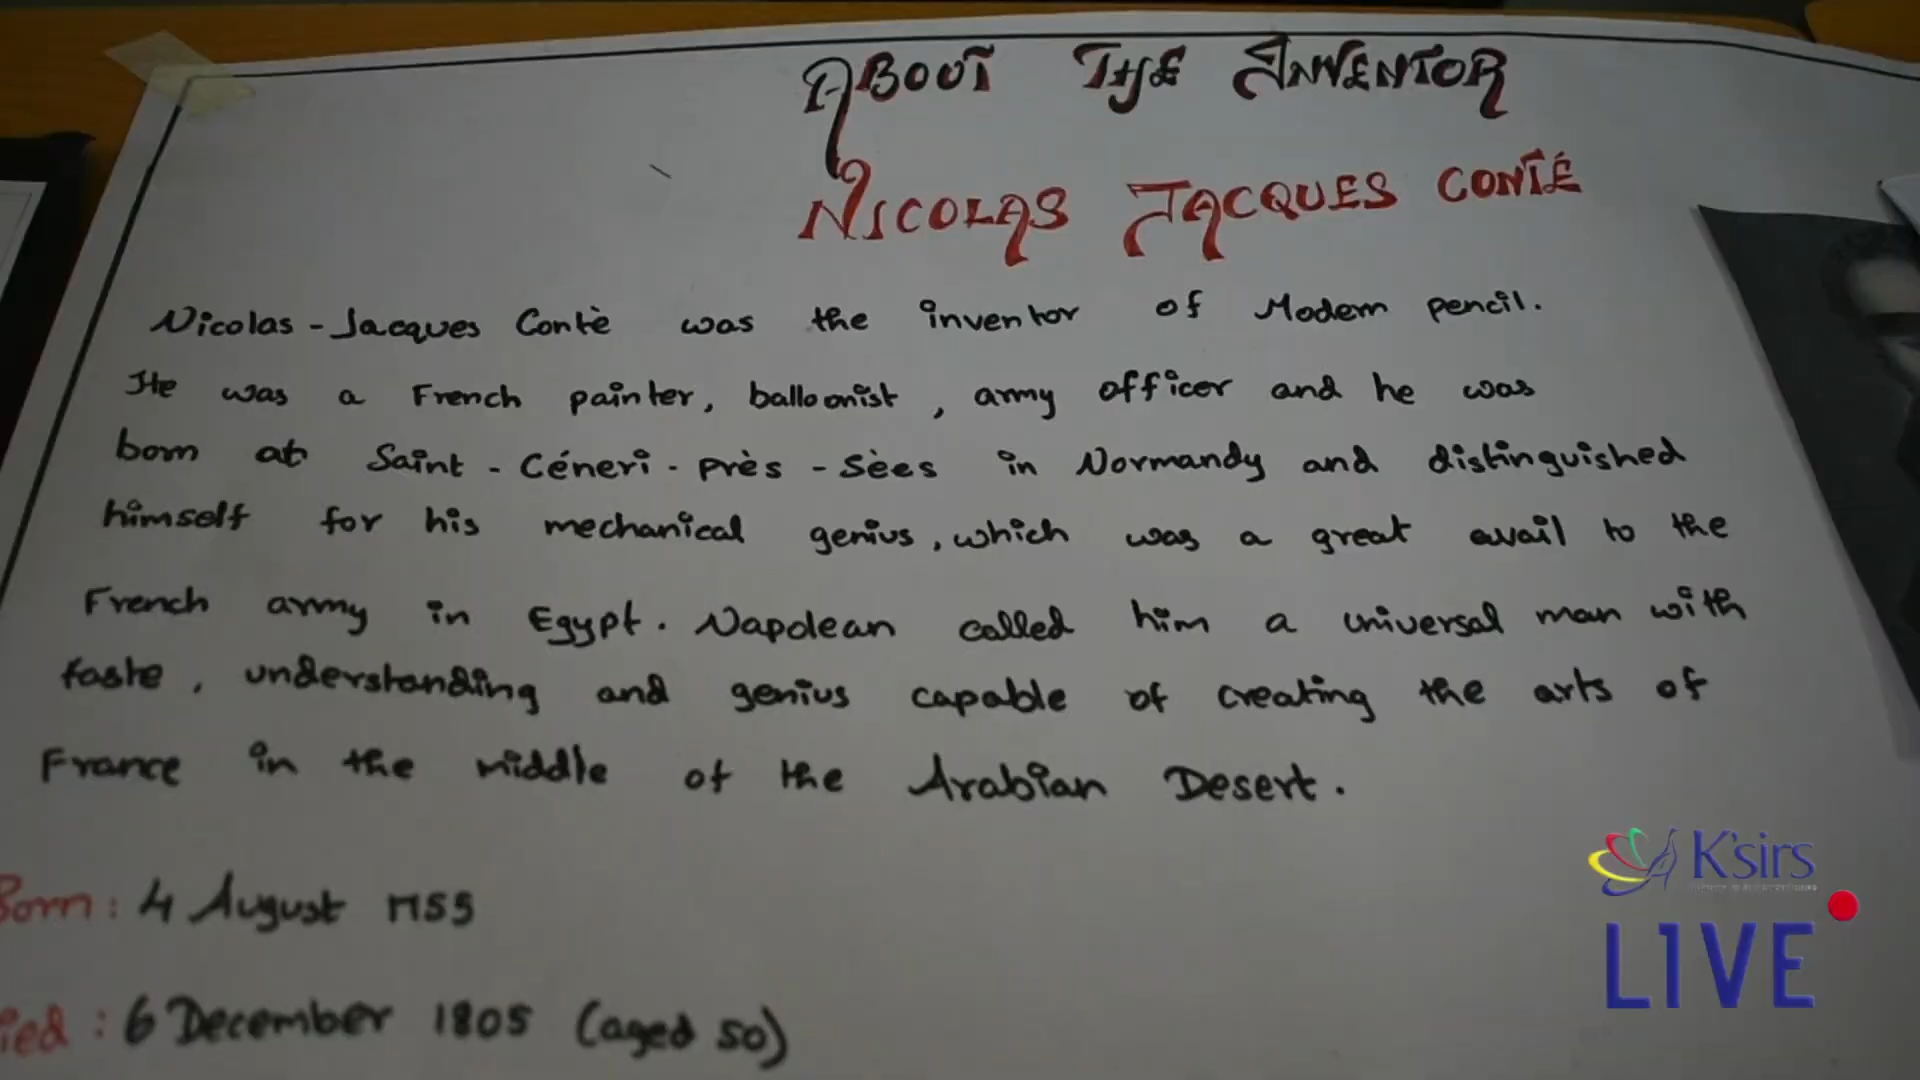 ABOUT THE INVENTOR
NICOLAS JACQUES CONTÉ
Nicolas-Jacques Contè was the inventor of Modern pencil.
He was a French painter, balloonist, army officer and he was
born at Saint-Céneri-près-Sèes in Normandy and distinguished
himself for his mechanical genius, which was a great avail to the
French army in Egypt. Napolean called him a universal man with
taste, understanding and genius capable of creating the arts of
France in the middle of the Arabian Desert.
Born: 4 August 1755
ied: 6 December 1805 (aged 50)
K'sirs
LIVE